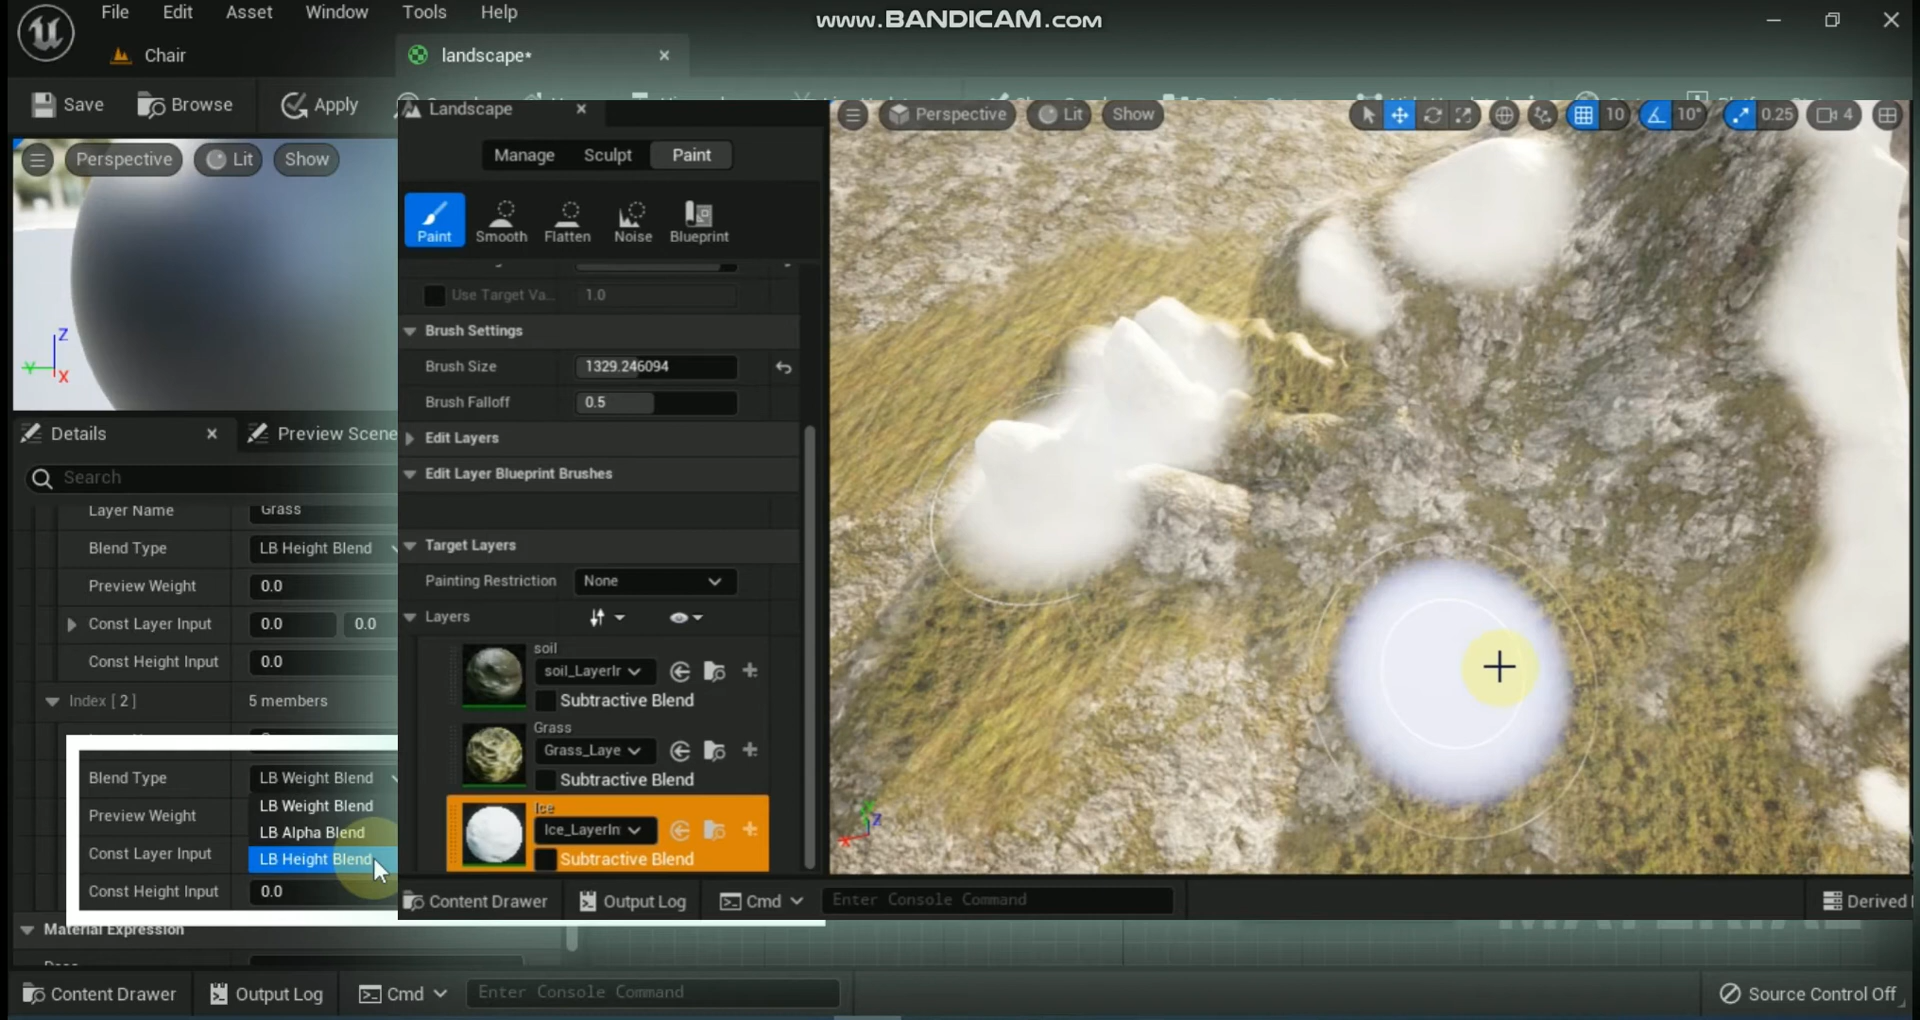 File Edit Asset Window Tools Help
www.BANDICAM.com
Chair
landscape*
Save Browse Apply
Perspective Lit Show
Z
Y
X
Details
Preview Scene
Search
Layer Name Grass
Blend Type LB Height Blend
Preview Weight 0.0
Const Layer Input 0.0 0.0
Const Height Input 0.0
Index [ 2 ] 5 members
Blend Type LB Weight Blend
LB Weight Blend
Preview Weight
LB Alpha Blend
Const Layer Input
LB Height Blend
Const Height Input 0.0
Material Expression
Landscape
Manage Sculpt Paint
Paint Smooth Flatten Noise Blueprint
Use Target Va... 1.0
Brush Settings
Brush Size 1329.246094
Brush Falloff 0.5
Edit Layers
Edit Layer Blueprint Brushes
Target Layers
Painting Restriction None
Layers
soil
soil_LayerIr
Subtractive Blend
Grass
Grass_Laye
Subtractive Blend
Ice
Ice_LayerIn
Subtractive Blend
Perspective Lit Show
10 10° 0.25 4
Z
Content Drawer Output Log Cmd Enter Console Command
Derived
Content Drawer Output Log Cmd Enter Console Command
Source Control Off